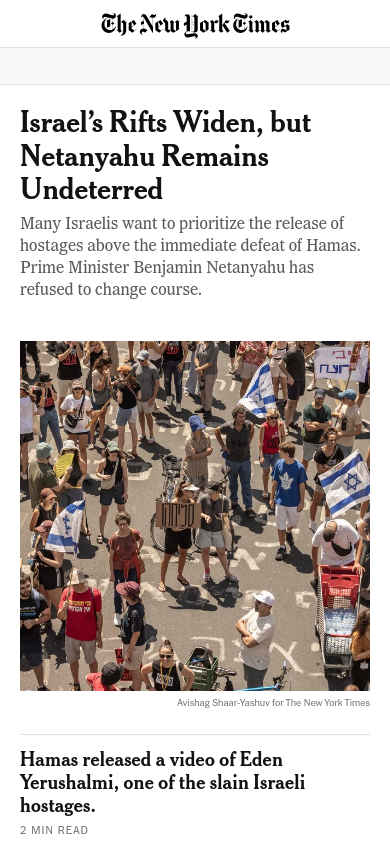 The New York Times
Israel’s Rifts Widen, but
Netanyahu Remains
Undeterred
Many Israelis want to prioritize the release of
hostages above the immediate defeat of Hamas.
Prime Minister Benjamin Netanyahu has
refused to change course.
Avishag Shaar-Yashuv for The New York Times
Hamas released a video of Eden
Yerushalmi, one of the slain Israeli
hostages.
2 MIN READ